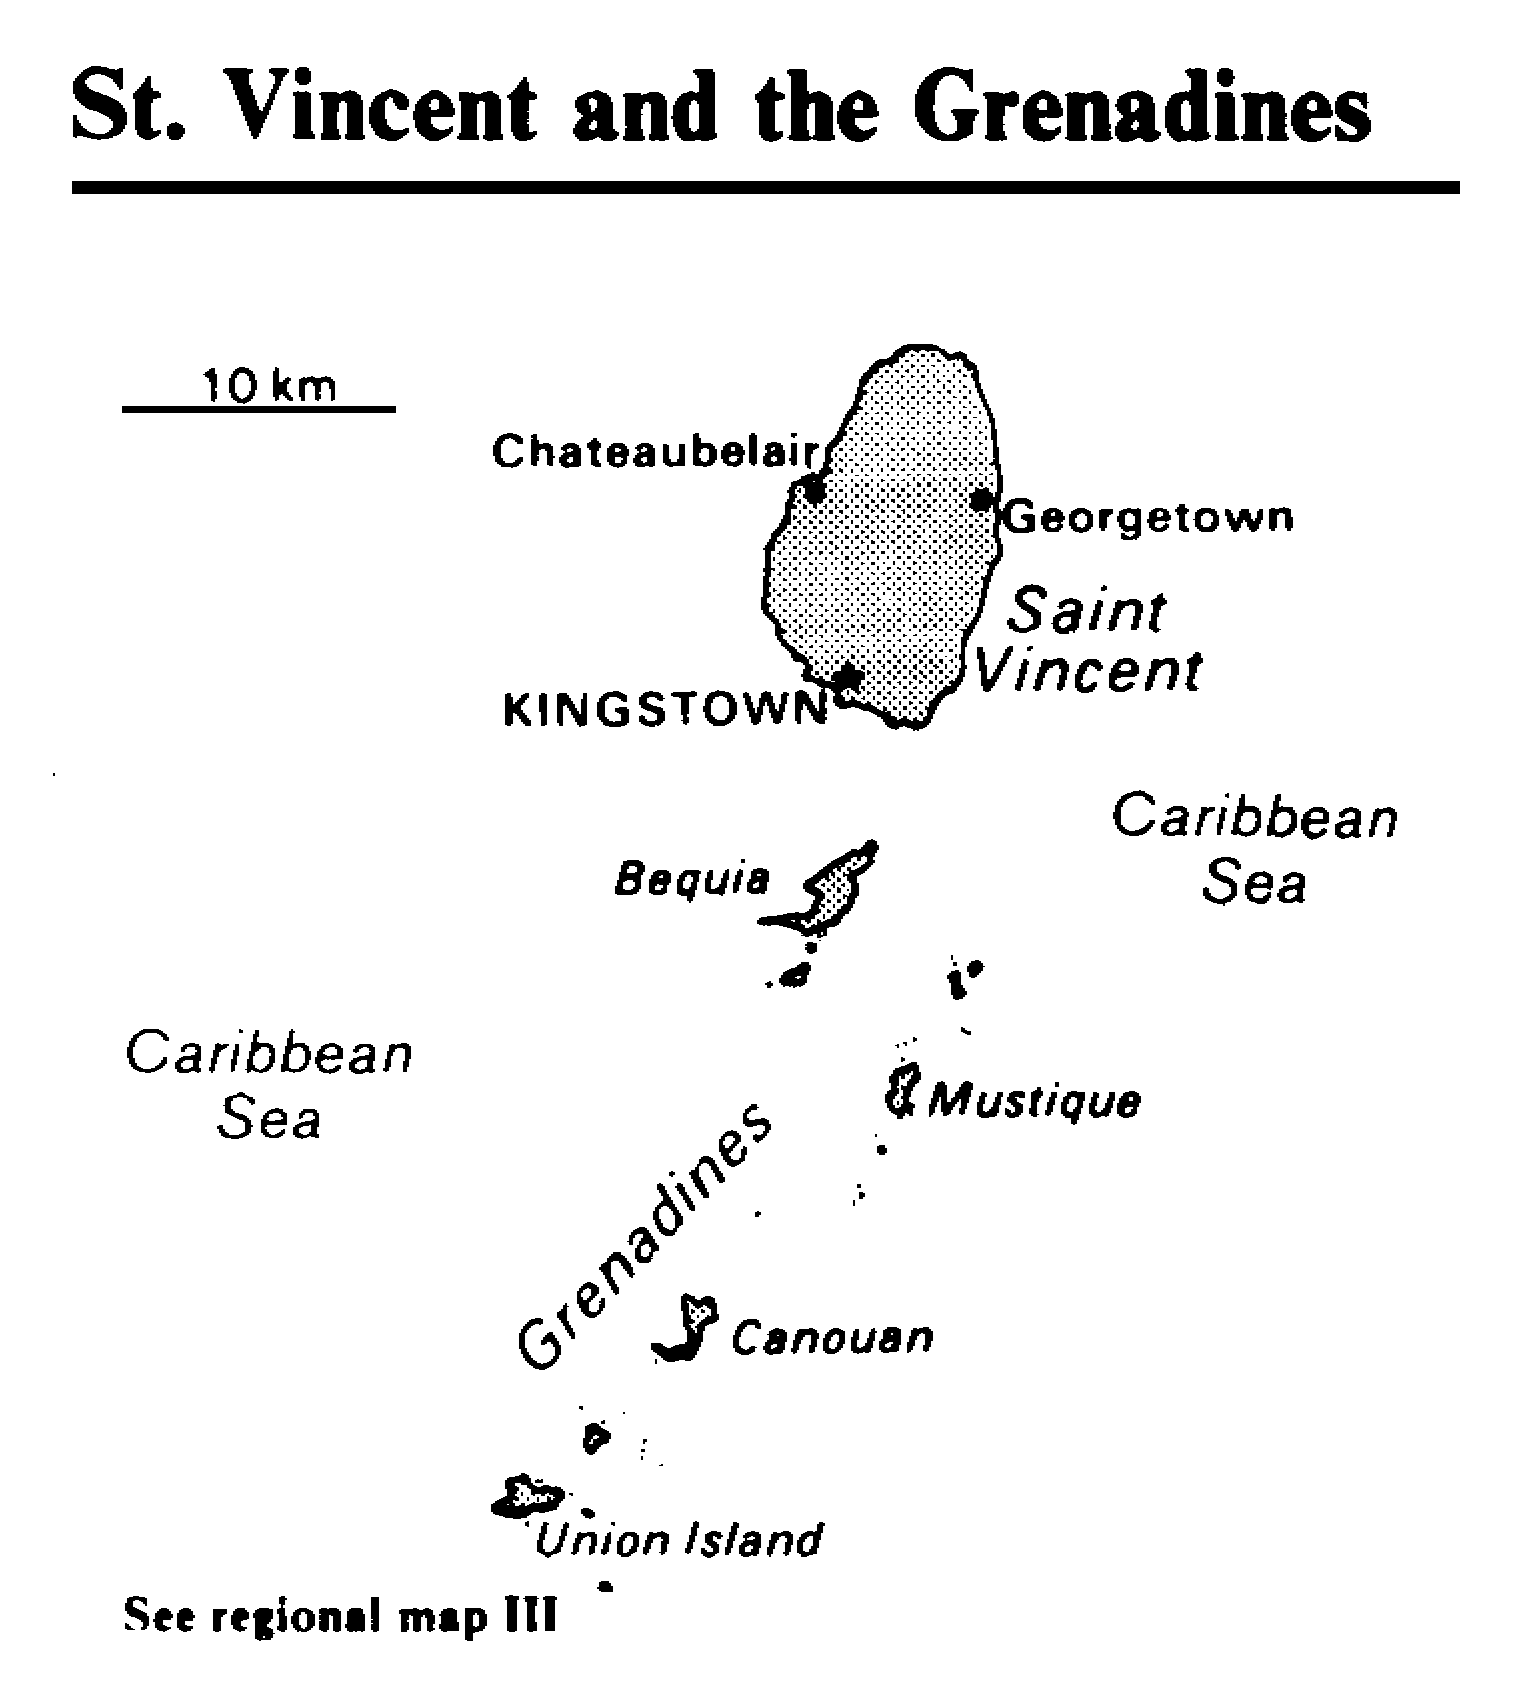 St. Vincent and the Grenadines
10 km
Chateaubelair
Georgetown
Saint
Vincent
KINGSTOWN
Caribbean
Sea
Bequia
Caribbean
Sea
Mustique
Grenadines
Canouan
Union Island
See regional map III